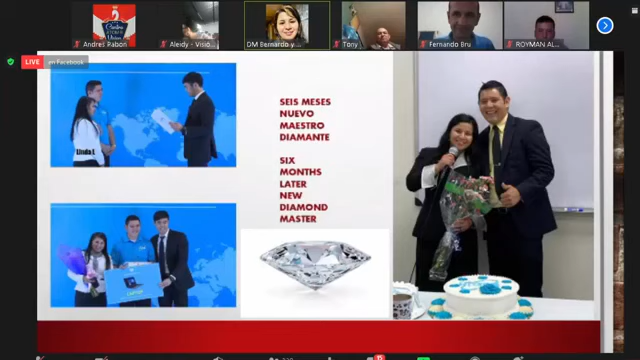 Andres Pabon
Aleidy - Visió...
DM Bernardo y ...
Tony
Fernando Bru
ROYMAN AL...
LIVE
en Facebook
SEIS MESES
NUEVO
MAESTRO
DIAMANTE
SIX
MONTHS
LATER
NEW
DIAMOND
MASTER